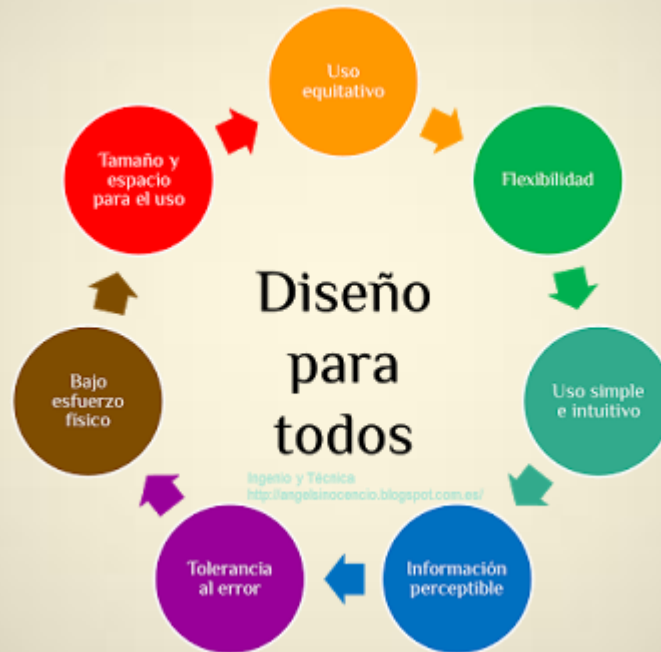 Uso
equitativo
Flexibilidad
Uso simple
e intuitivo
Información
perceptible
Tolerancia
al error
Bajo
esfuerzo
físico
Tamaño y
espacio
para el uso
Diseño
para
todos
Ingenio y Técnica
http://angelsinocencio.blogspot.com.es/